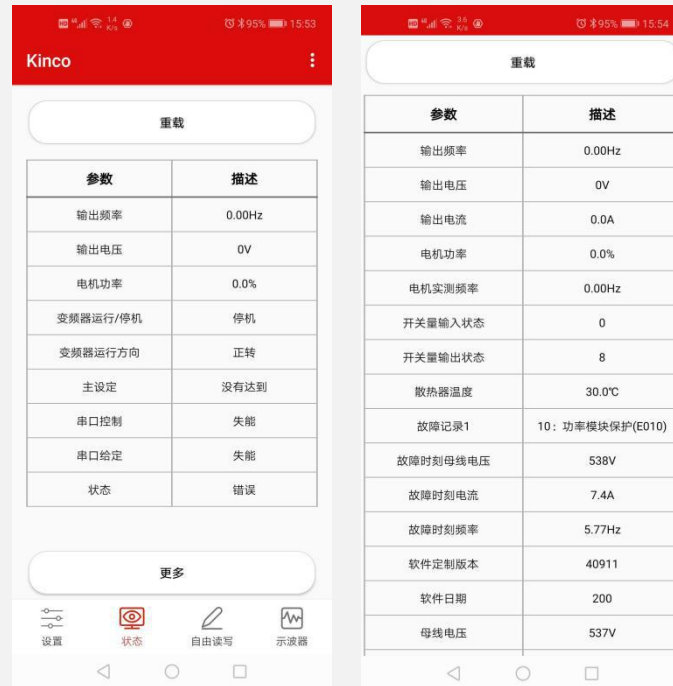 HD 4G 1.4 K/s 95% 15:53
Kinco
重载
参数 描述
输出频率 0.00Hz
输出电压 0V
电机功率 0.0%
变频器运行/停机 停机
变频器运行方向 正转
主设定 没有达到
串口控制 失能
串口给定 失能
状态 错误
更多
设置 状态 自由读写 示波器
HD 4G 3.6 K/s 95% 15:54
重载
参数 描述
输出频率 0.00Hz
输出电压 0V
输出电流 0.0A
电机功率 0.0%
电机实测频率 0.00Hz
开关量输入状态 0
开关量输出状态 8
散热器温度 30.0℃
故障记录1 10：功率模块保护(E010)
故障时刻母线电压 538V
故障时刻电流 7.4A
故障时刻频率 5.77Hz
软件定制版本 40911
软件日期 200
母线电压 537V